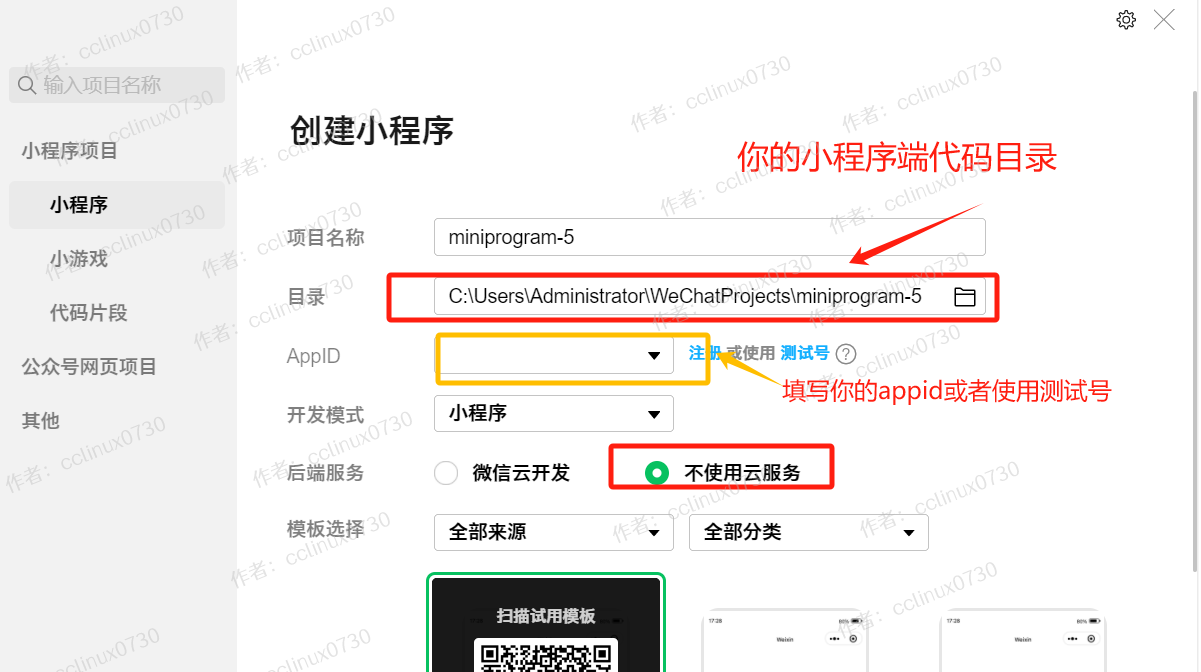 输入项目名称
小程序项目
小程序
小游戏
代码片段
公众号网页项目
其他
创建小程序
你的小程序端代码目录
项目名称
miniprogram-5
目录
C:\Users\Administrator\WeChatProjects\miniprogram-5
AppID
注册 或使用 测试号 ?
填写你的appid或者使用测试号
开发模式
小程序
后端服务
微信云开发
不使用云服务
模板选择
全部来源
全部分类
扫描试用模板
17:28
Weixin
17:28
Weixin
作者：cclinux0730